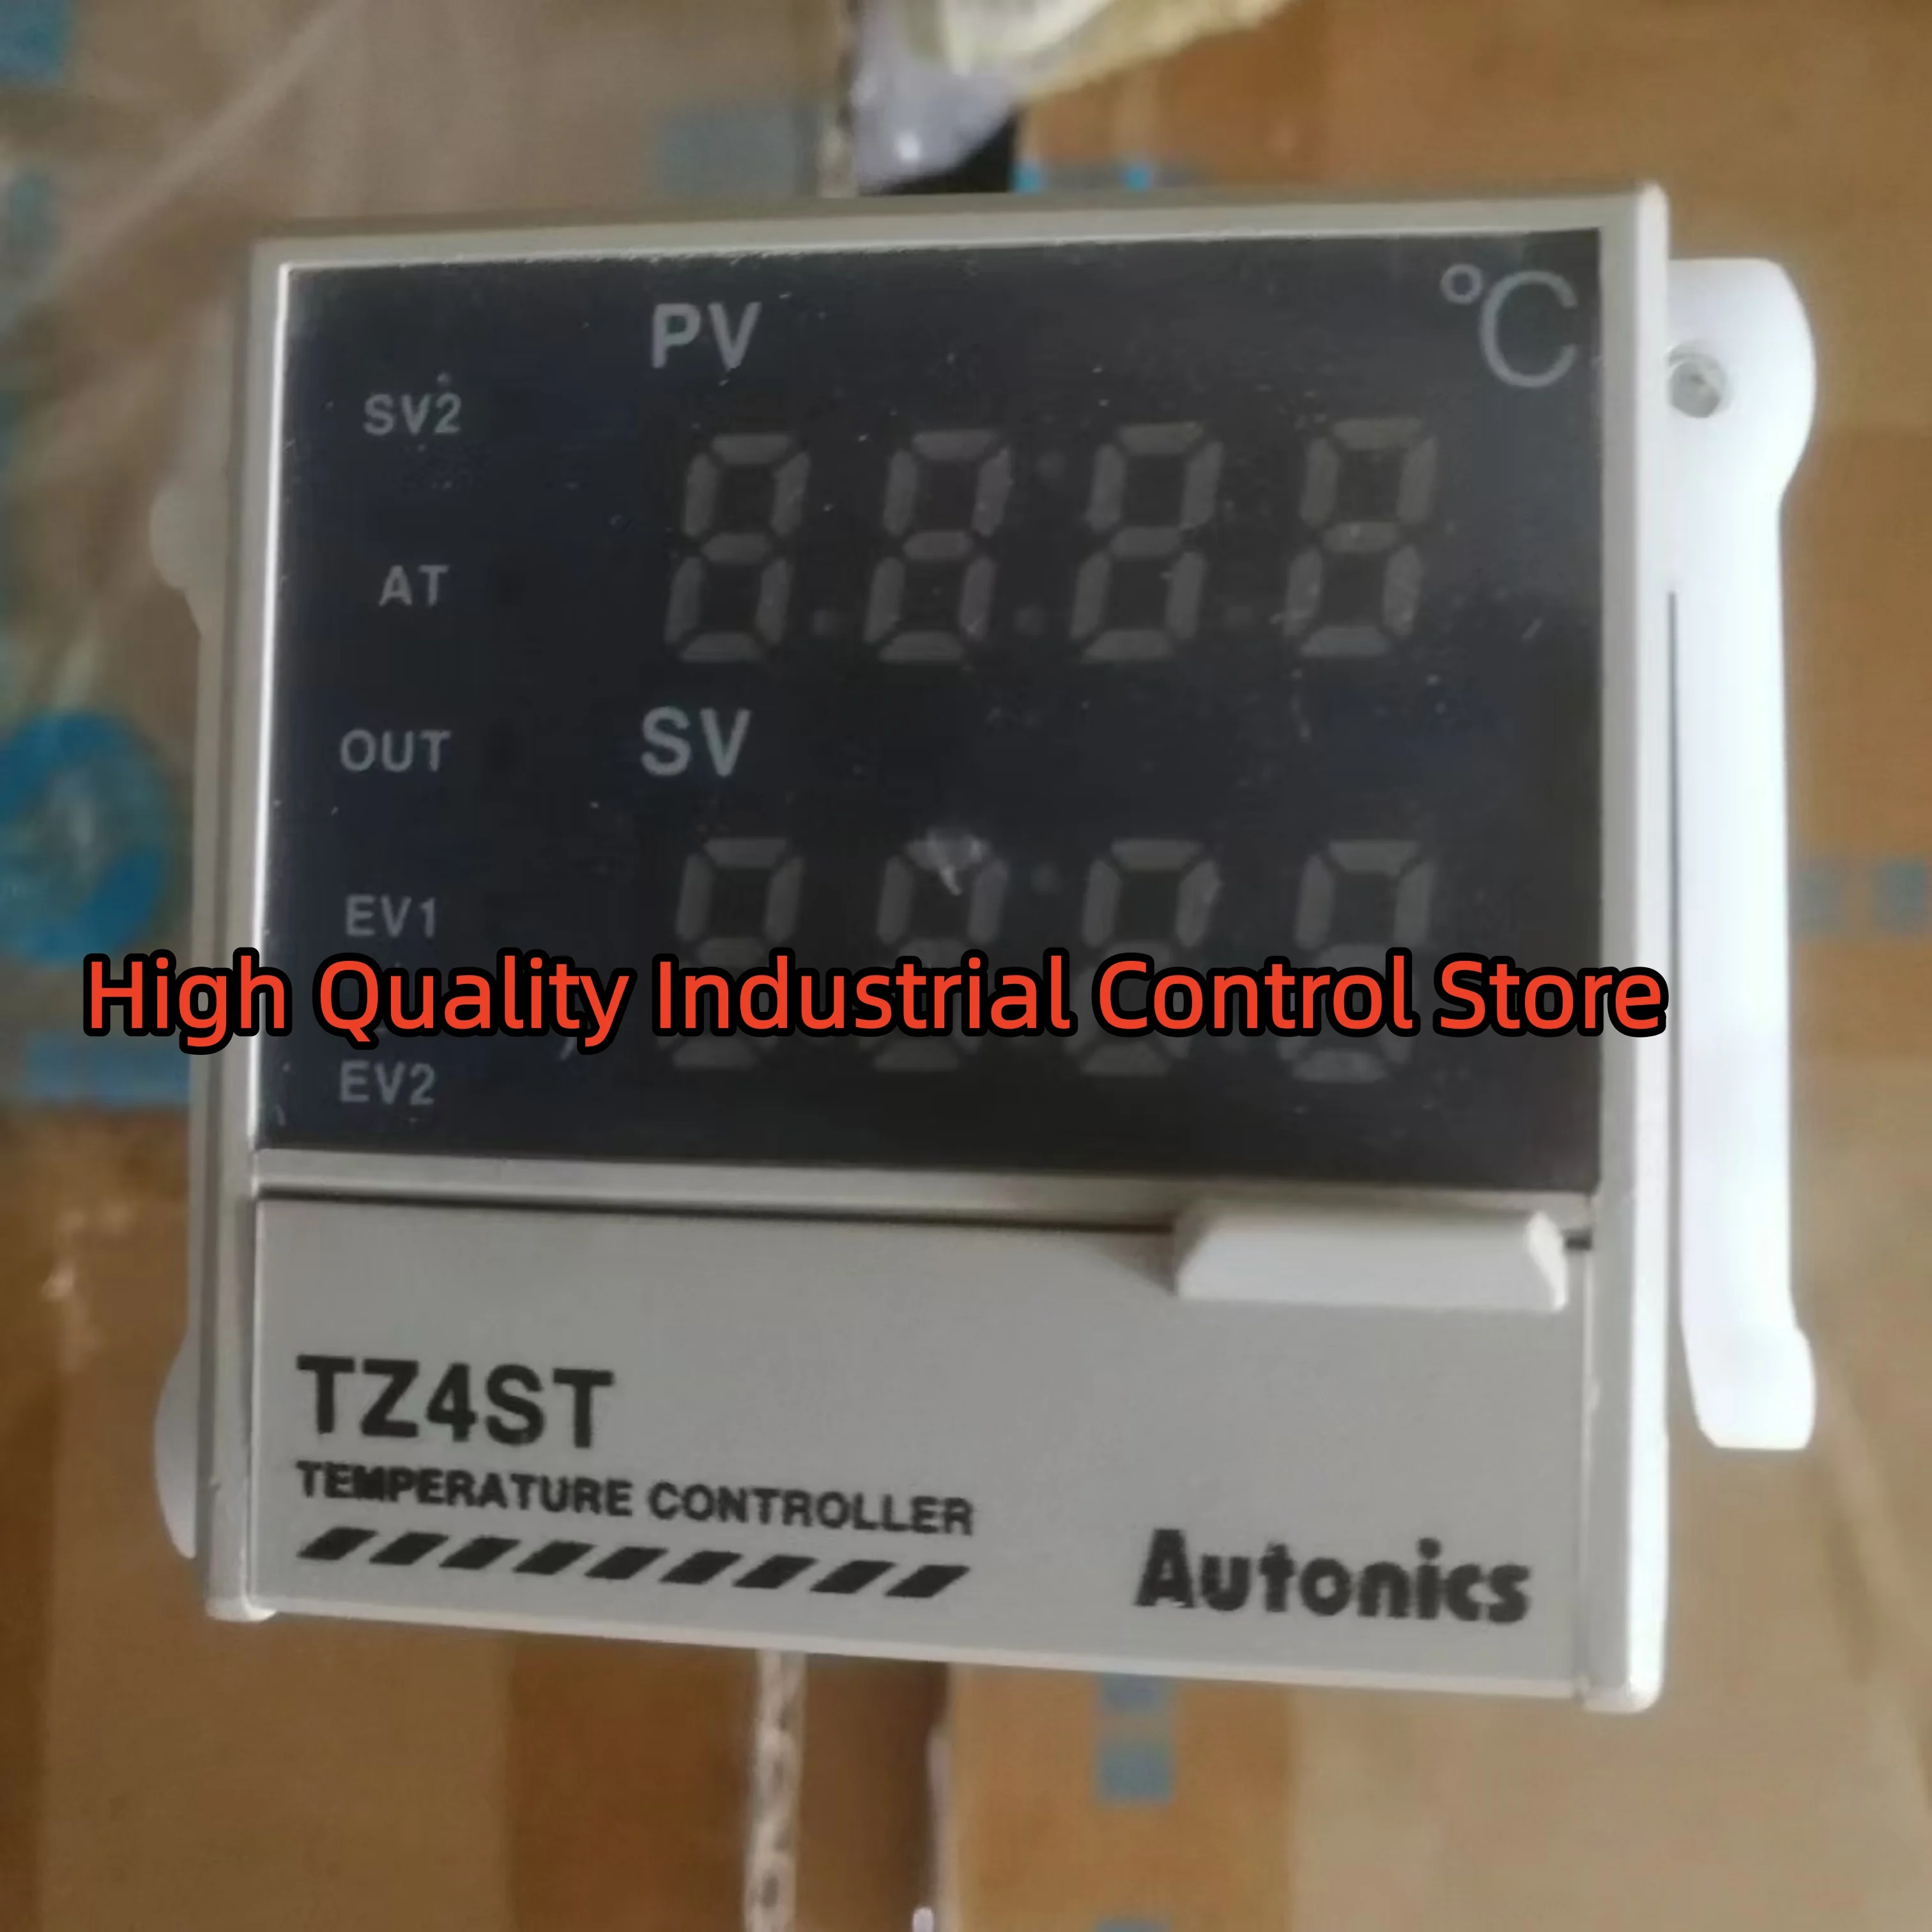 PV
°C
SV2
AT
OUT
SV
EV1
High Quality Industrial Control Store
EV2
TZ4ST
TEMPERATURE CONTROLLER
Autonics